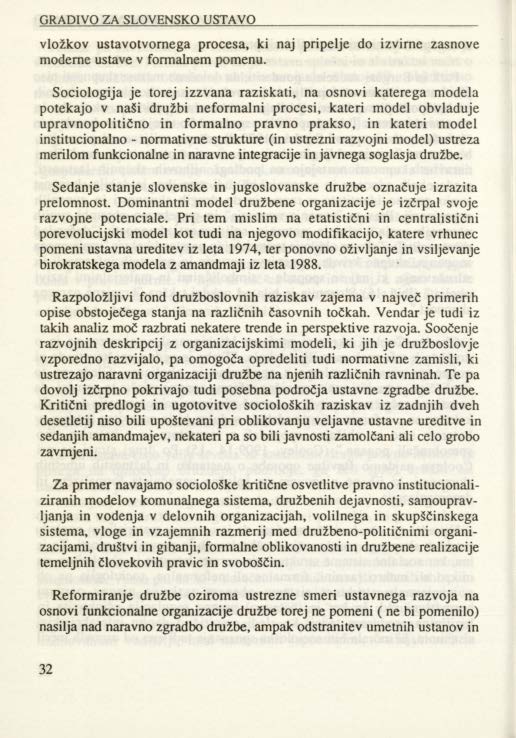 GRADIVO ZA SLOVENSKO USTAVO
vložkov ustavotvornega procesa, ki naj pripelje do izvirne zasnove
moderne ustave v formalnem pomenu.
Sociologija je torej izzvana raziskati, na osnovi katerega modela
potekajo v naši družbi neformalni procesi, kateri model obvladuje
upravnopolitično in formalno pravno prakso, in kateri model
institucionalno - normativne strukture (in ustrezni razvojni model) ustreza
merilom funkcionalne in naravne integracije in javnega soglasja družbe.
Sedanje stanje slovenske in jugoslovanske družbe označuje izrazita
prelomnost. Dominantni model družbene organizacije je izčrpal svoje
razvojne potenciale. Pri tem mislim na etatistični in centralistični
porevolucijski model kot tudi na njegovo modifikacijo, katere vrhunec
pomeni ustavna ureditev iz leta 1974, ter ponovno oživljanje in vsiljevanje
birokratskega modela z amandmaji iz leta 1988.
Razpoložljivi fond družboslovnih raziskav zajema v največ primerih
opise obstoječega stanja na različnih časovnih točkah. Vendar je tudi iz
takih analiz moč razbrati nekatere trende in perspektive razvoja. Soočenje
razvojnih deskripcij z organizacijskimi modeli, ki jih je družboslovje
vzporedno razvijalo, pa omogoča opredeliti tudi normativne zamisli, ki
ustrezajo naravni organizaciji družbe na njenih različnih ravninah. Te pa
dovolj izčrpno pokrivajo tudi posebna področja ustavne zgradbe družbe.
Kritični predlogi in ugotovitve socioloških raziskav iz zadnjih dveh
desetletij niso bili upoštevani pri oblikovanju veljavne ustavne ureditve in
sedanjih amandmajev, nekateri pa so bili javnosti zamolčani ali celo grobo
zavrnjeni.
Za primer navajamo sociološke kritične osvetlitve pravno institucionali-
ziranih modelov komunalnega sistema, družbenih dejavnosti, samouprav-
ljanja in vodenja v delovnih organizacijah, volilnega in skupščinskega
sistema, vloge in vzajemnih razmerij med družbeno-političnimi organi-
zacijami, društvi in gibanji, formalne oblikovanosti in družbene realizacije
temeljnih človekovih pravic in svoboščin.
Reformiranje družbe oziroma ustrezne smeri ustavnega razvoja na
osnovi funkcionalne organizacije družbe torej ne pomeni ( ne bi pomenilo)
nasilja nad naravno zgradbo družbe, ampak odstranitev umetnih ustanov in
32